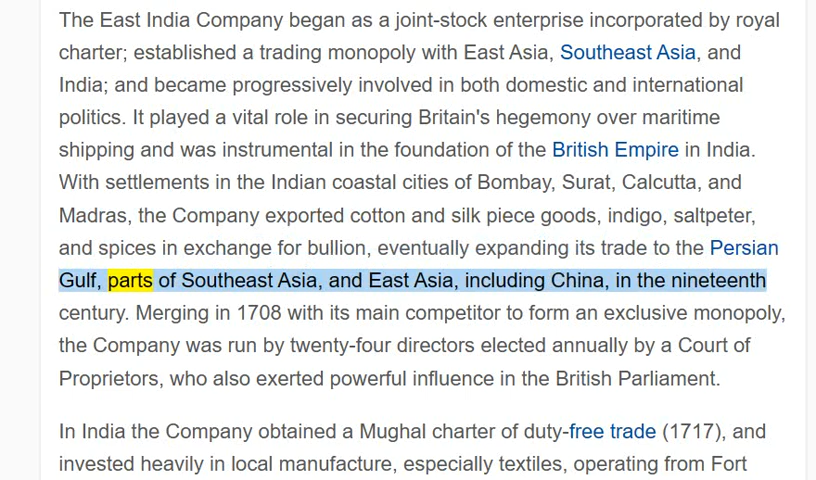 The East India Company began as a joint-stock enterprise incorporated by royal
charter; established a trading monopoly with East Asia, Southeast Asia, and
India; and became progressively involved in both domestic and international
politics. It played a vital role in securing Britain's hegemony over maritime
shipping and was instrumental in the foundation of the British Empire in India.
With settlements in the Indian coastal cities of Bombay, Surat, Calcutta, and
Madras, the Company exported cotton and silk piece goods, indigo, saltpeter,
and spices in exchange for bullion, eventually expanding its trade to the Persian
Gulf, parts of Southeast Asia, and East Asia, including China, in the nineteenth
century. Merging in 1708 with its main competitor to form an exclusive monopoly,
the Company was run by twenty-four directors elected annually by a Court of
Proprietors, who also exerted powerful influence in the British Parliament.
In India the Company obtained a Mughal charter of duty-free trade (1717), and
invested heavily in local manufacture, especially textiles, operating from Fort